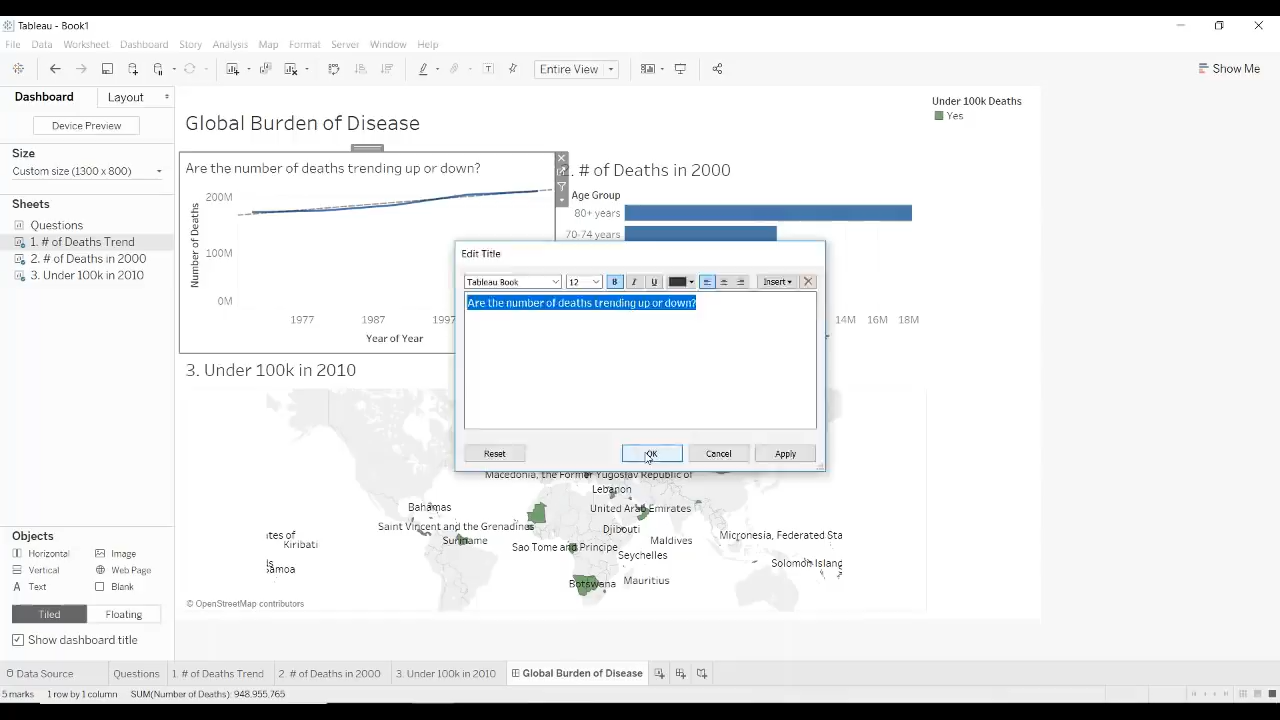 Tableau - Book1
File Data Worksheet Dashboard Story Analysis Map Format Server Window Help
Entire View
Show Me
Dashboard Layout
Device Preview
Size
Custom size (1300 x 800)
Sheets
Questions
1. # of Deaths Trend
2. # of Deaths in 2000
3. Under 100k in 2010
Objects
Horizontal Image
Vertical Web Page
Text Blank
Tiled Floating
Show dashboard title
Global Burden of Disease
Under 100k Deaths
Yes
Are the number of deaths trending up or down?
200M
100M
0M
Number of Deaths
1977 1987 1997
Year of Year
2. # of Deaths in 2000
Age Group
80+ years
70-74 years
14M 16M 18M
Edit Title
Tableau Book 12 B I U Insert
Are the number of deaths trending up or down?
Reset OK Cancel Apply
3. Under 100k in 2010
Macedonia, the Former Yugoslav Republic of
Lebanon
Bahamas
United Arab Emirates
Saint Vincent and the Grenadines
Djibouti
ates of
Kiribati
Suriname
Sao Tome and Principe
Maldives
Micronesia, Federated Sta
Seychelles
Solomon Island
amoa
Botswana
Mauritius
© OpenStreetMap contributors
Data Source Questions 1. # of Deaths Trend 2. # of Deaths in 2000 3. Under 100k in 2010 Global Burden of Disease
5 marks 1 row by 1 column SUM(Number of Deaths): 948,955,765